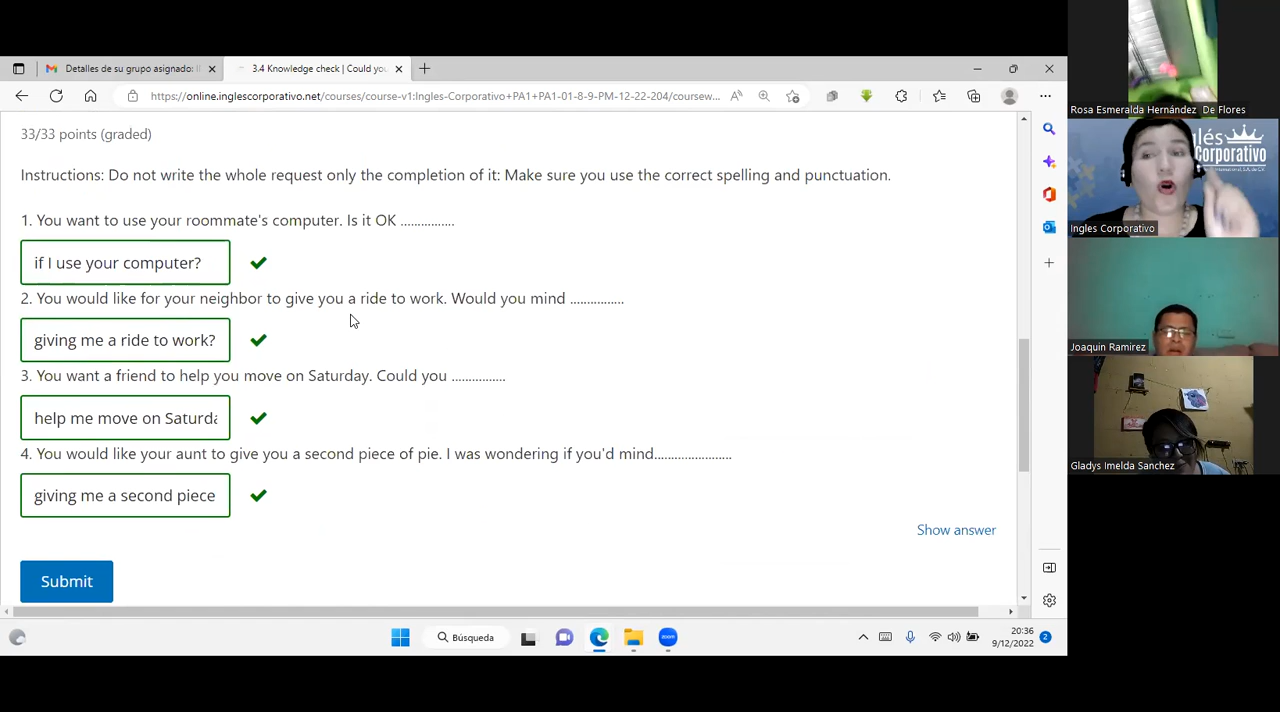 Detalles de su grupo asignado: I
3.4 Knowledge check | Could you
https://online.inglescorporativo.net/courses/course-v1:Ingles-Corporativo+PA1+PA1-01-8-9-PM-12-22-204/coursew...
33/33 points (graded)
Instructions: Do not write the whole request only the completion of it: Make sure you use the correct spelling and punctuation.
1. You want to use your roommate's computer. Is it OK ...............
if I use your computer?
2. You would like for your neighbor to give you a ride to work. Would you mind ...............
giving me a ride to work?
3. You want a friend to help you move on Saturday. Could you ...............
help me move on Saturda
4. You would like your aunt to give you a second piece of pie. I was wondering if you'd mind......................
giving me a second piece
Show answer
Submit
Búsqueda
20:36
9/12/2022
2
Rosa Esmeralda Hernández De Flores
glés
Corporativo
Ingles Corporativo
Joaquin Ramirez
Gladys Imelda Sanchez